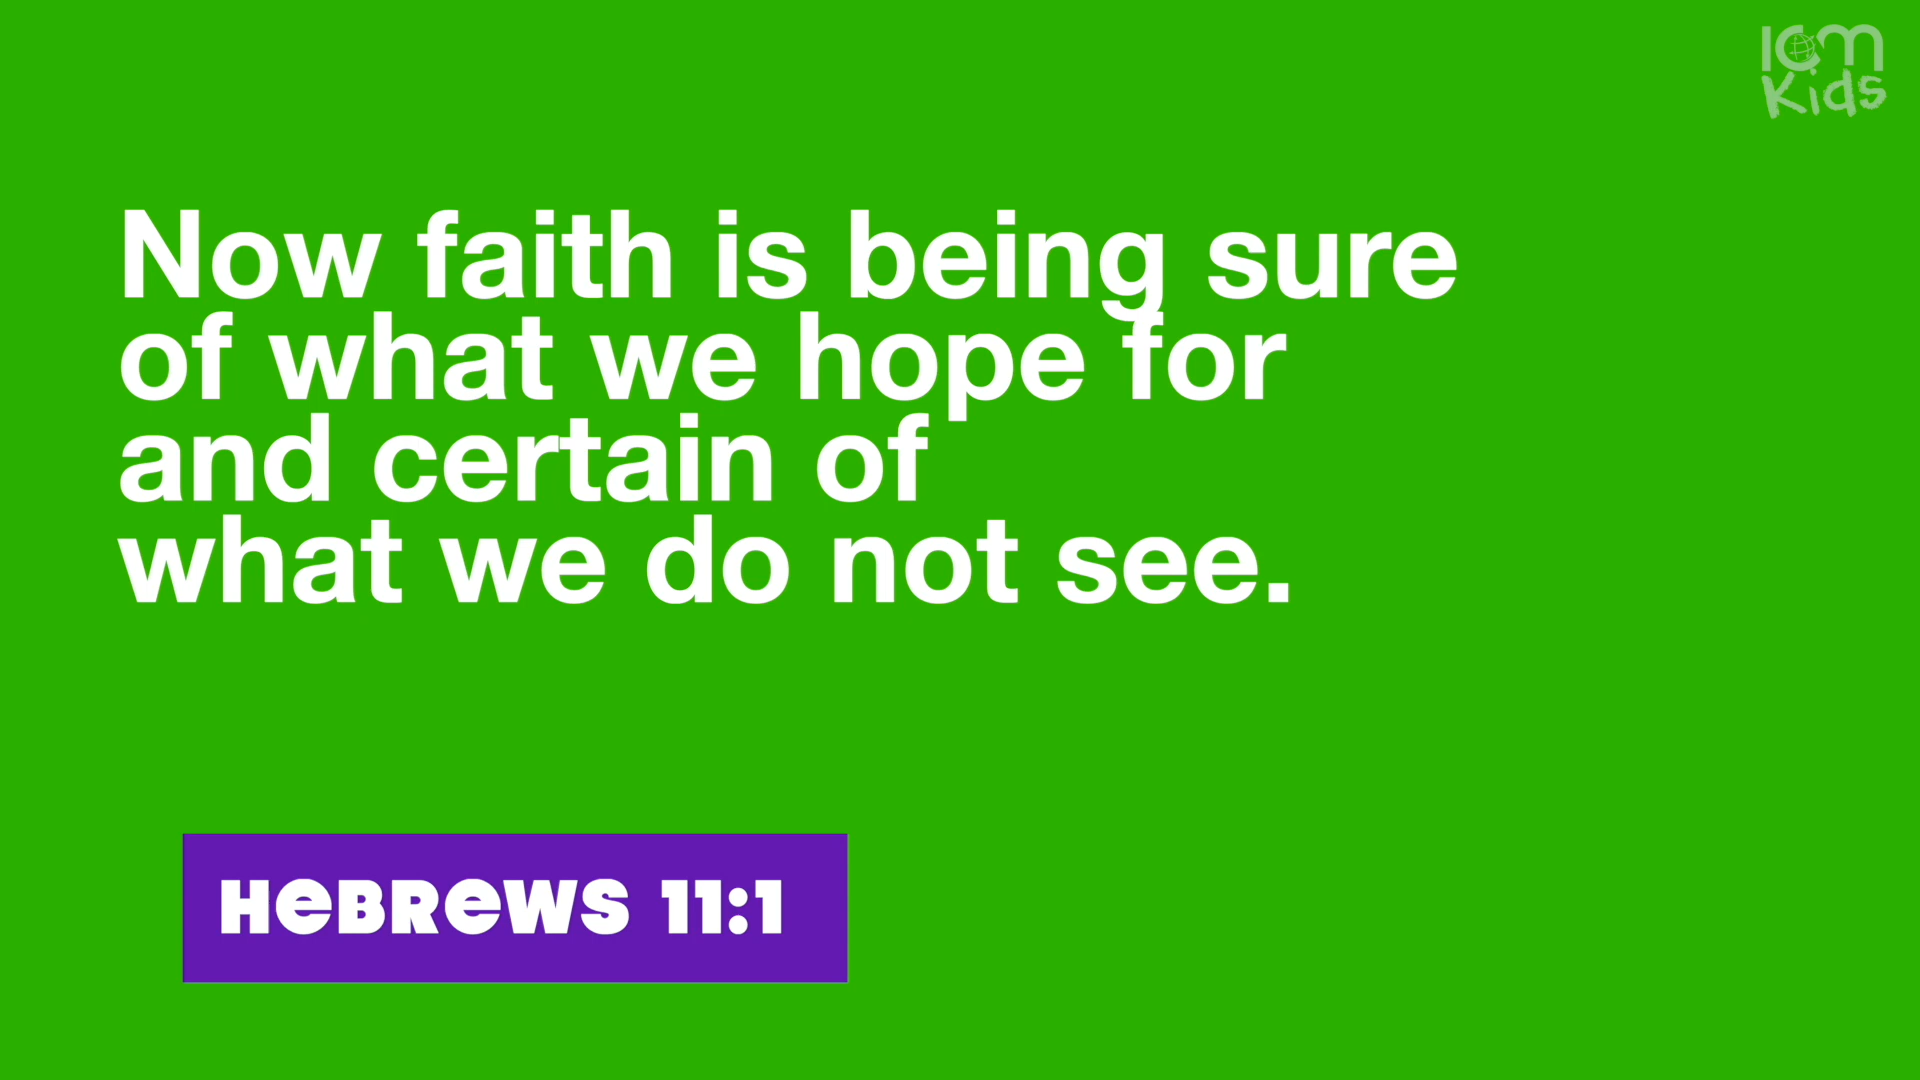 ICM
Kids
Now faith is being sure
of what we hope for
and certain of
what we do not see.
HeBReWS 11:1